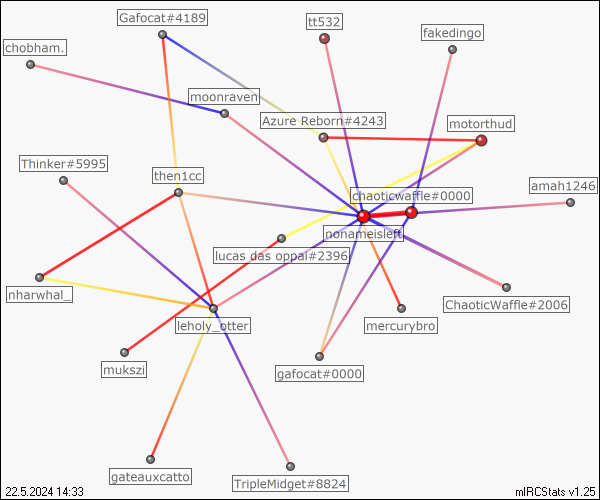 Gafocat#4189
tt532
fakedingo
chobham.
moonraven
Azure Reborn#4243
motorthud
Thinker#5995
then1cc
chaoticwaffle#0000
amah1246
nonameisleft
lucas das oppai#2396
nharwhal_
ChaoticWaffle#2006
leholy_otter
mercurybro
mukszi
gafocat#0000
gateauxcatto
TripleMidget#8824
22.5.2024 14:33
mIRCStats v1.25